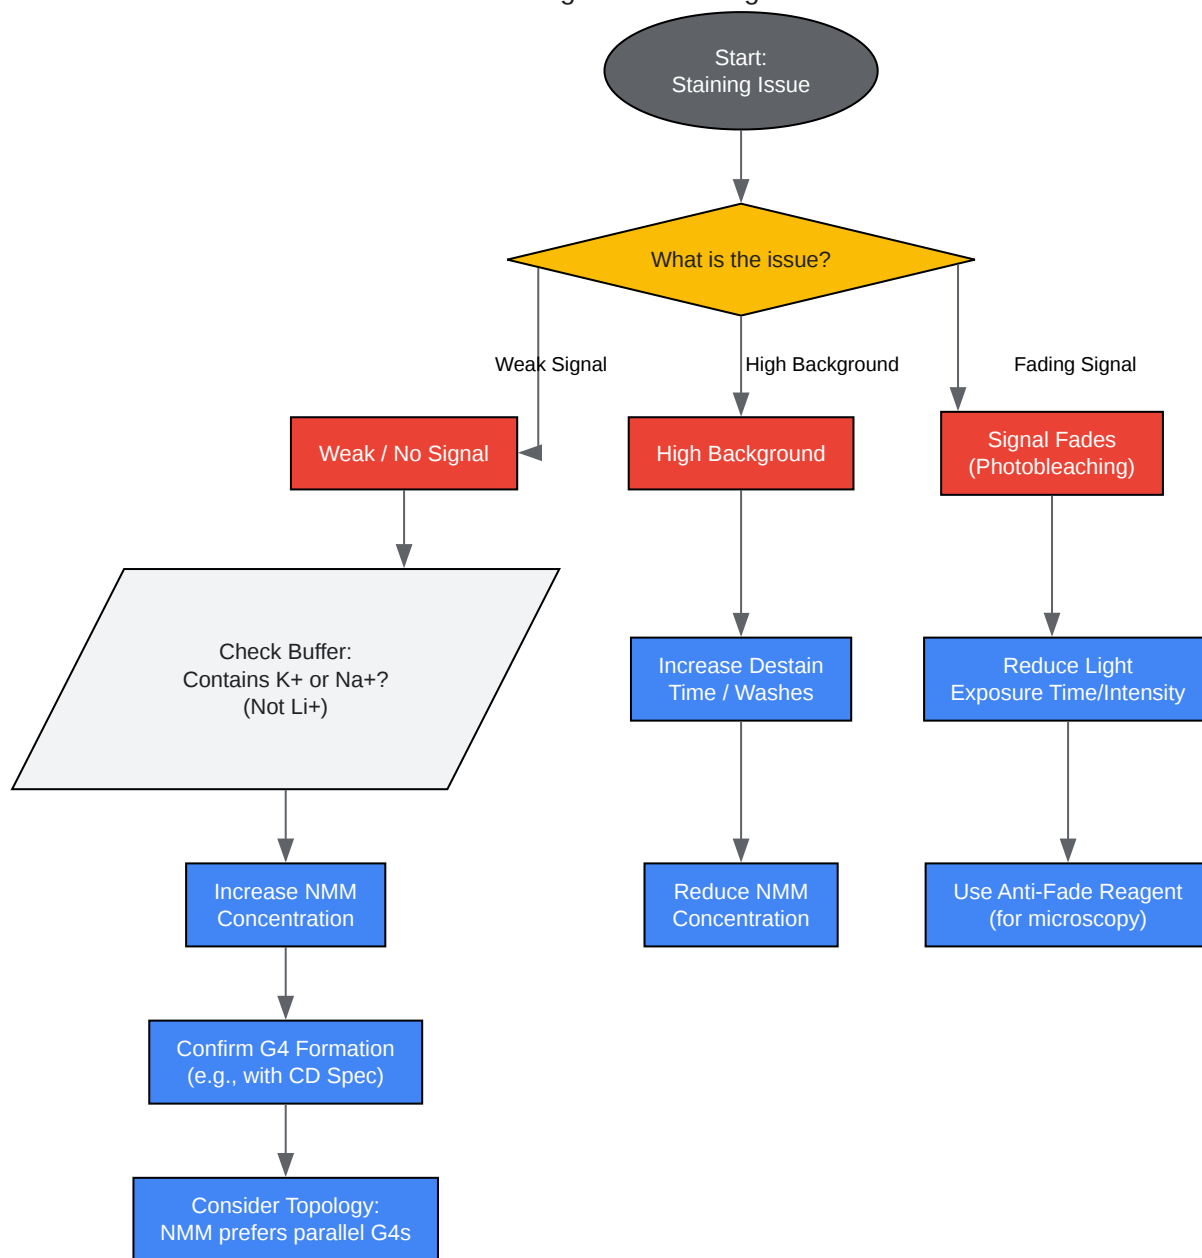 Start:
Staining Issue
What is the issue?
Weak Signal
High Background
Fading Signal
Weak / No Signal
High Background
Signal Fades
(Photobleaching)
Check Buffer:
Contains K+ or Na+?
(Not Li+)
Increase Destain
Time / Washes
Reduce Light
Exposure Time/Intensity
Increase NMM
Concentration
Reduce NMM
Concentration
Use Anti-Fade Reagent
(for microscopy)
Confirm G4 Formation
(e.g., with CD Spec)
Consider Topology:
NMM prefers parallel G4s